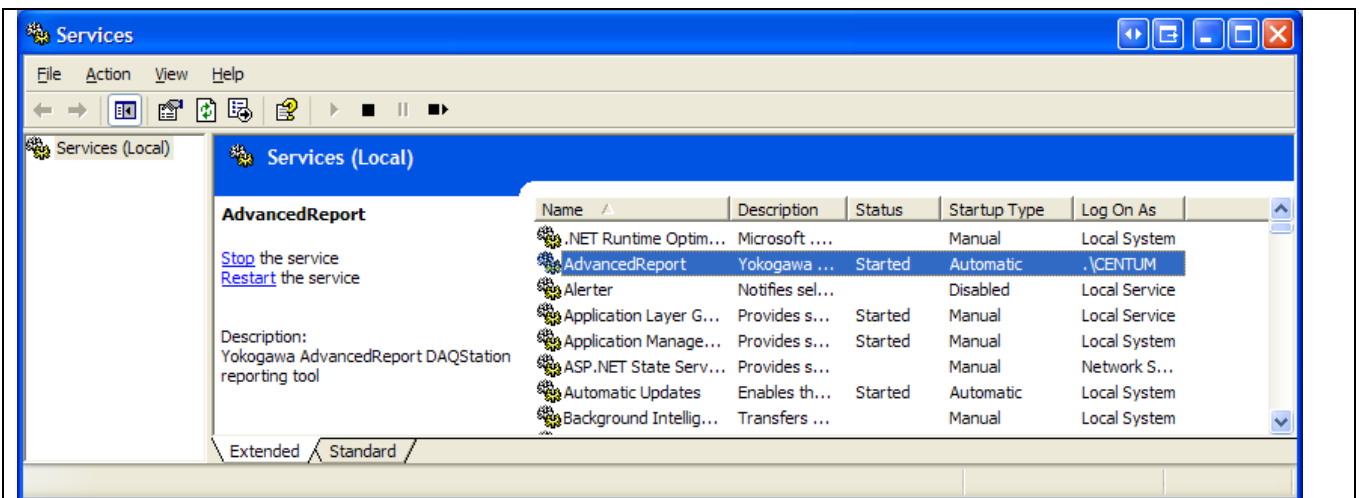 Services
File Action View Help
Services (Local)
Services (Local)
AdvancedReport
Stop the service
Restart the service
Description:
Yokogawa AdvancedReport DAQStation
reporting tool
Name Description Status Startup Type Log On As
.NET Runtime Optim... Microsoft .... Manual Local System
AdvancedReport Yokogawa ... Started Automatic .\CENTUM
Alerter Notifies sel... Disabled Local Service
Application Layer G... Provides s... Started Manual Local Service
Application Manage... Provides s... Started Manual Local System
ASP.NET State Serv... Provides s... Manual Network S...
Automatic Updates Enables th... Started Automatic Local System
Background Intellig... Transfers ... Manual Local System
Extended Standard